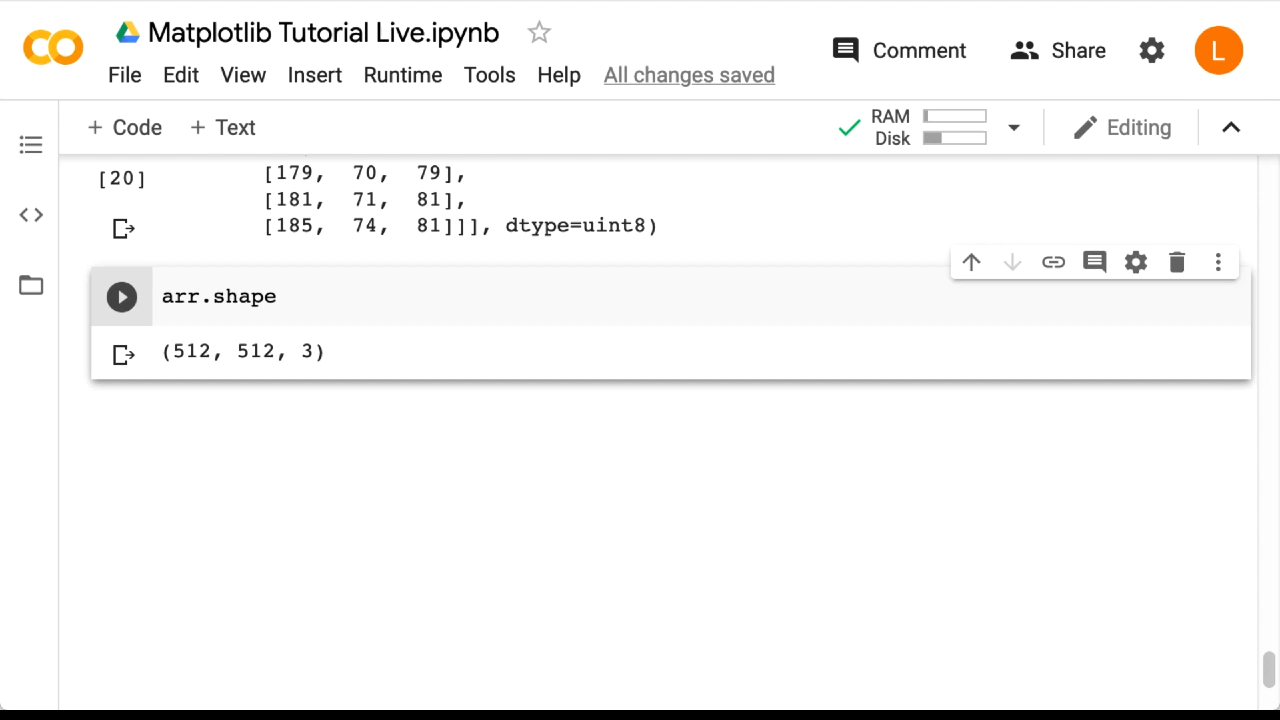 Matplotlib Tutorial Live.ipynb
Comment
Share
L
File Edit View Insert Runtime Tools Help All changes saved
+ Code + Text
RAM
Disk
Editing
[20]
[179, 70, 79],
[181, 71, 81],
[185, 74, 81]]], dtype=uint8)
arr.shape
(512, 512, 3)